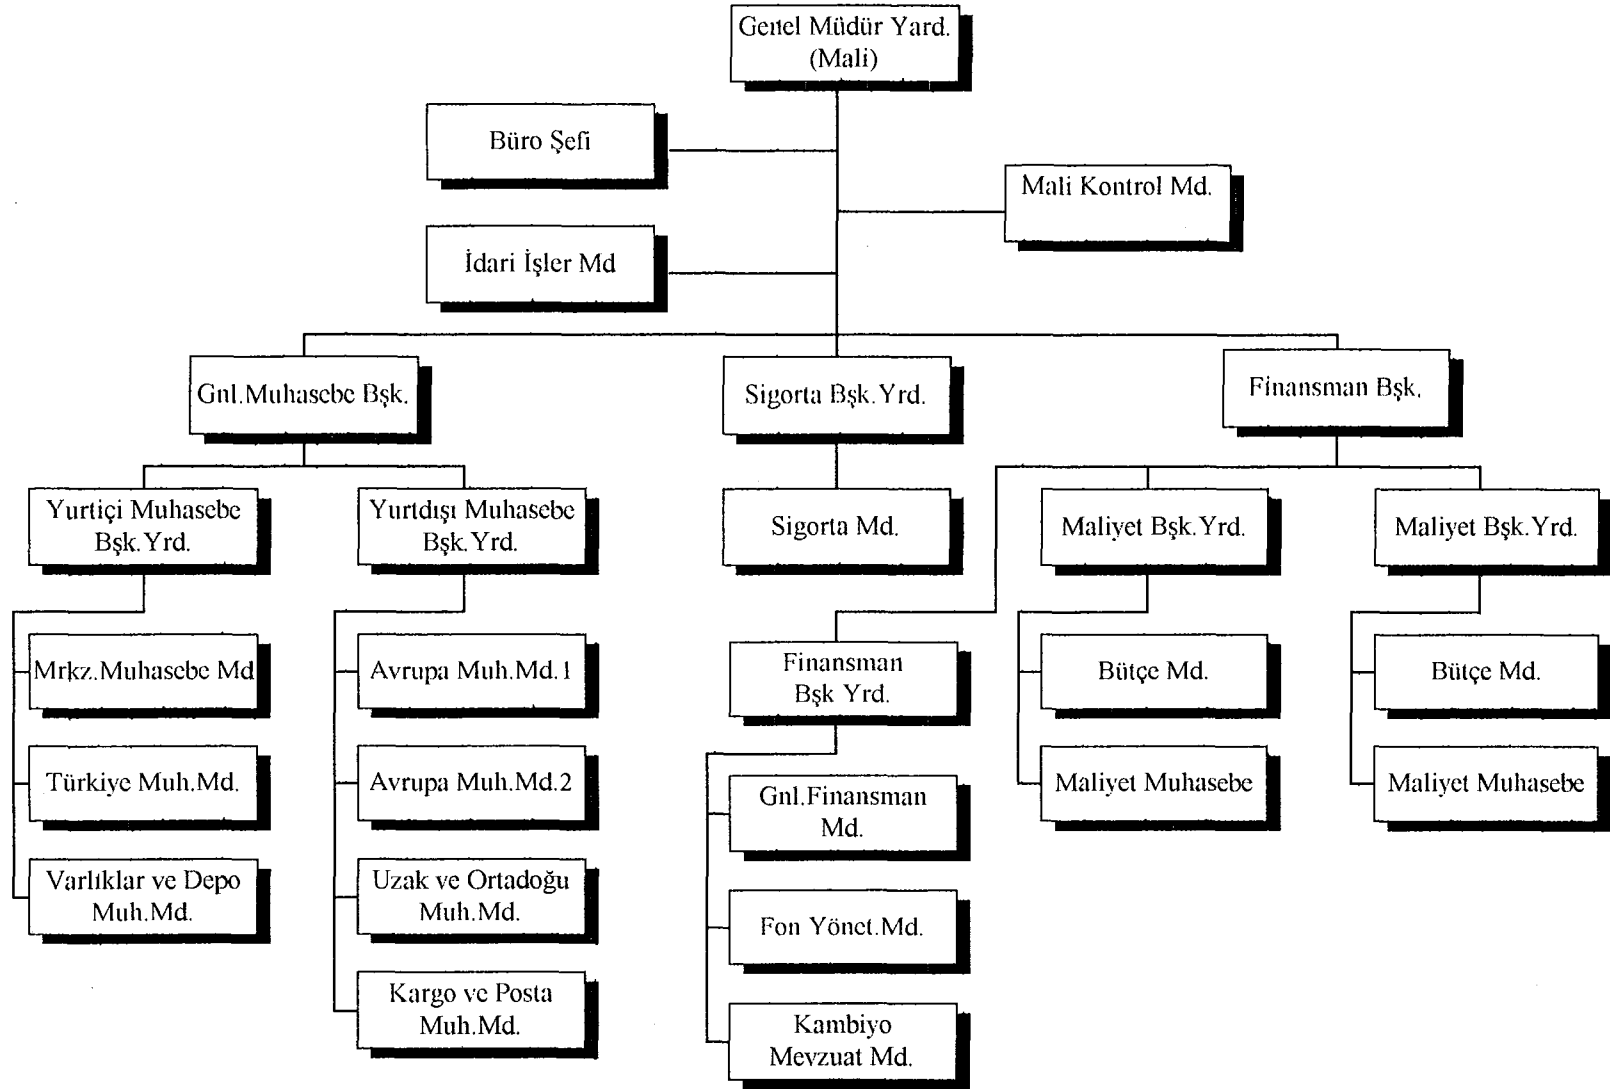 Genel Müdür Yard.
(Mali)
Büro Şefi
Mali Kontrol Md.
İdari İşler Md
Gnl.Muhasebe Bşk.
Sigorta Bşk.Yrd.
Finansman Bşk.
Yurtiçi Muhasebe
Bşk.Yrd.
Yurtdışı Muhasebe
Bşk.Yrd.
Sigorta Md.
Maliyet Bşk.Yrd.
Maliyet Bşk.Yrd.
Mrkz.Muhasebe Md
Avrupa Muh.Md.1
Finansman
Bşk Yrd.
Bütçe Md.
Bütçe Md.
Türkiye Muh.Md.
Avrupa Muh.Md.2
Gnl.Finansman
Md.
Maliyet Muhasebe
Maliyet Muhasebe
Varlıklar ve Depo
Muh.Md.
Uzak ve Ortadoğu
Muh.Md.
Fon Yönet.Md.
Kargo ve Posta
Muh.Md.
Kambiyo
Mevzuat Md.